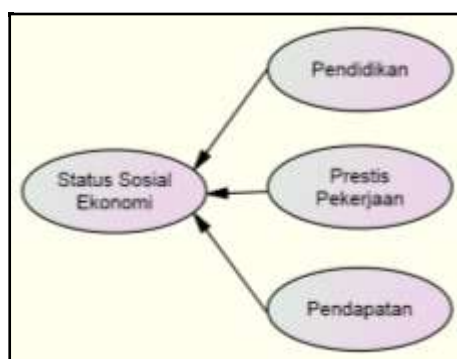 Pendidikan
Status Sosial
Ekonomi
Prestis
Pekerjaan
Pendapatan